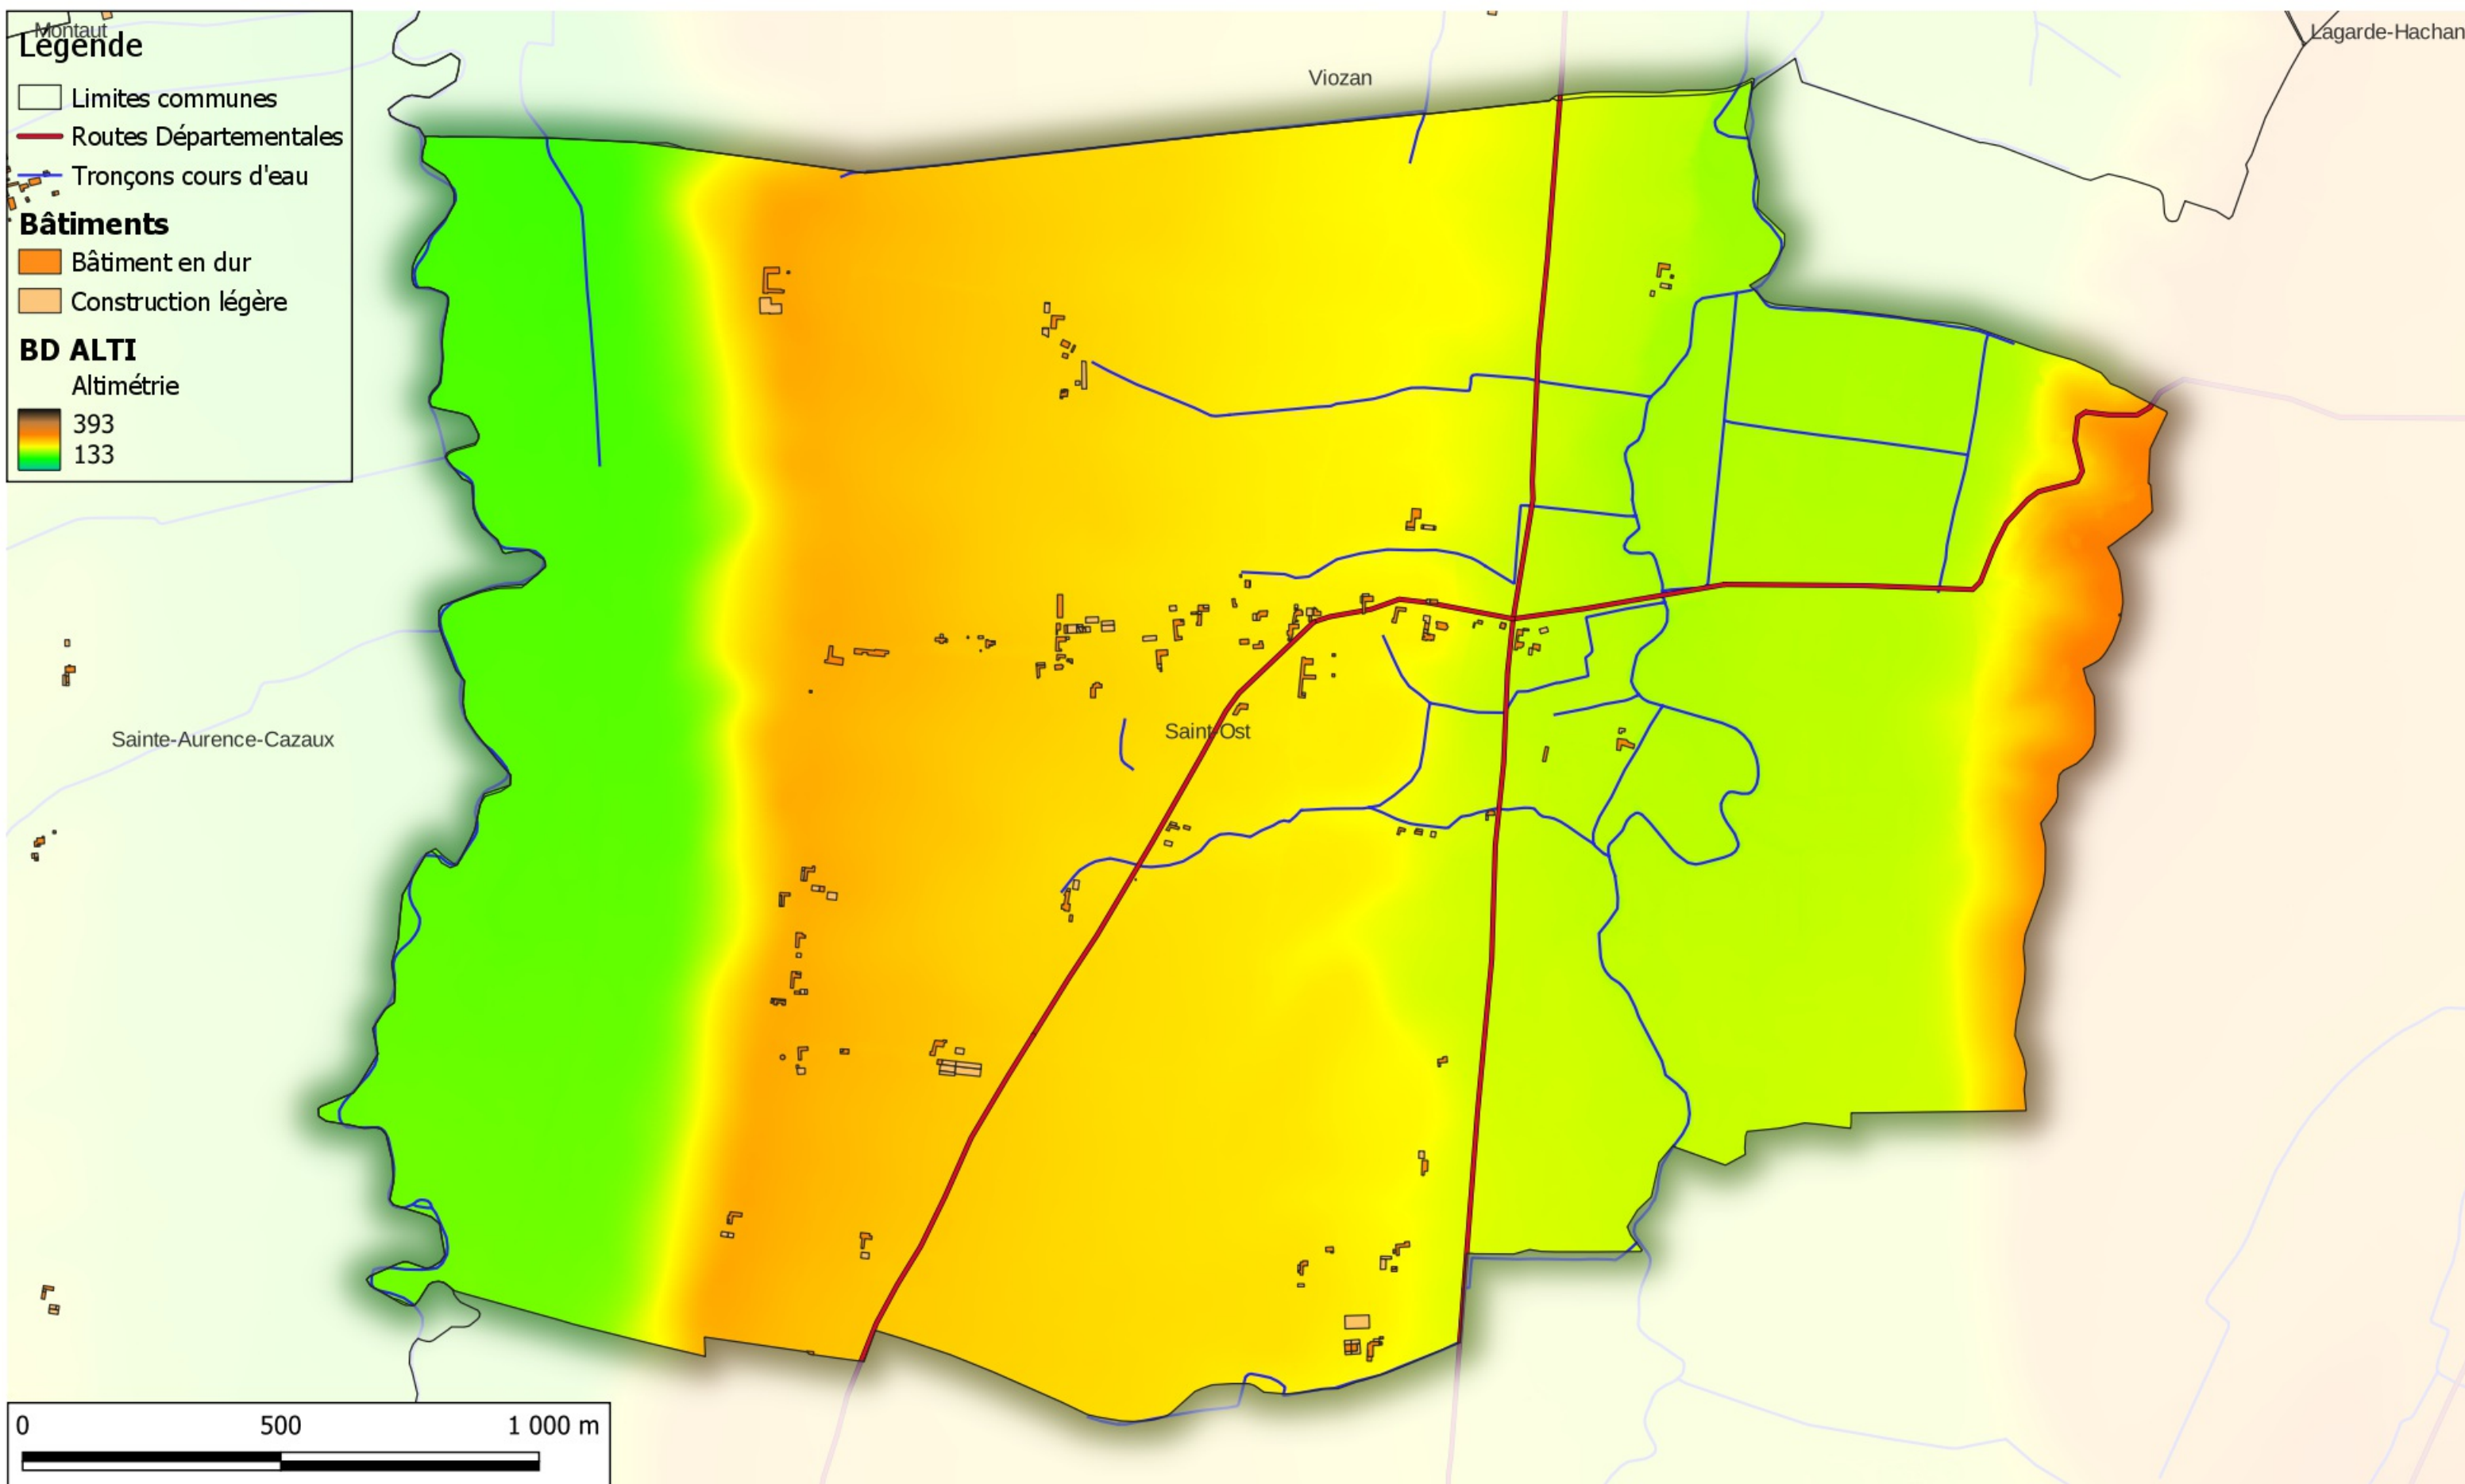 Montaut
Légende
Limites communes
Routes Départementales
Tronçons cours d'eau
Bâtiments
Bâtiment en dur
Construction légère
BD ALTI
Altimétrie
393
133
Viozan
Lagarde-Hachan
Sainte-Aurence-Cazaux
Saint-Ost
0 500 1 000 m